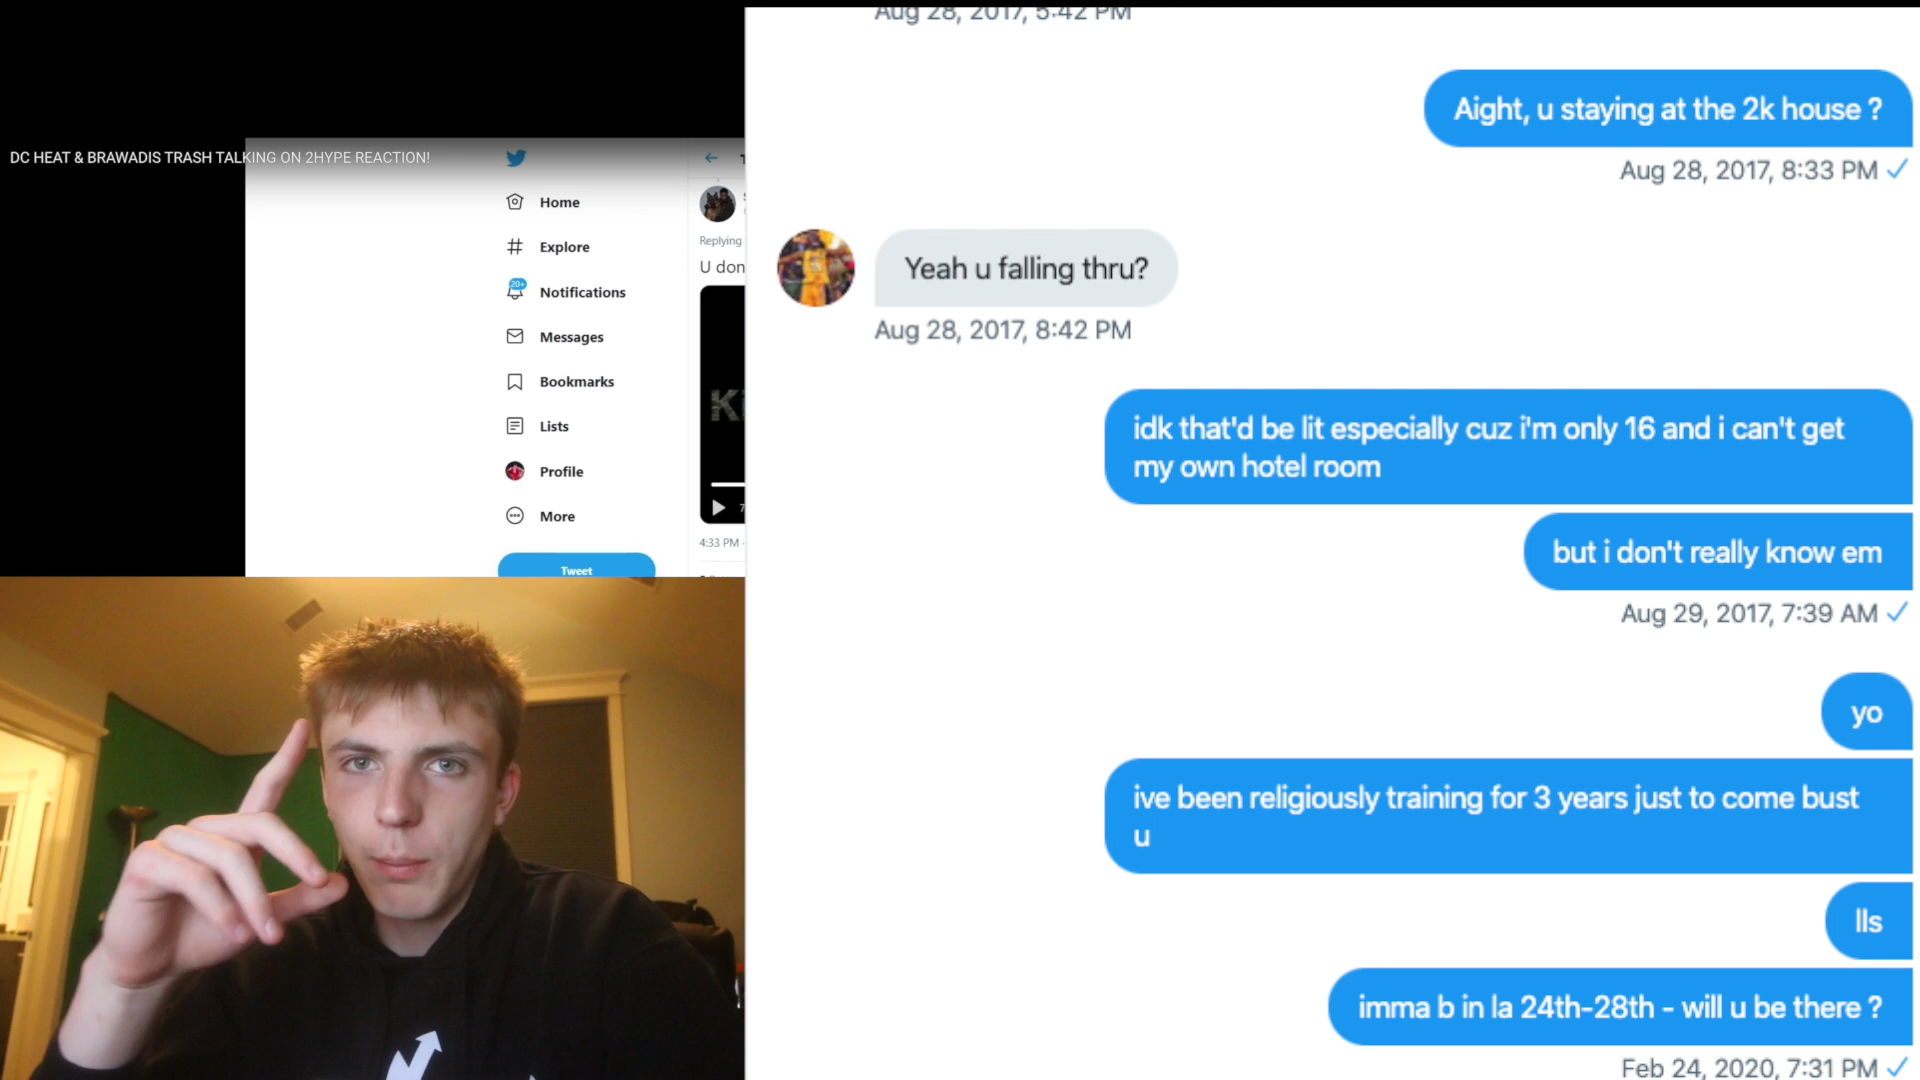 DC HEAT & BRAWADIS TRASH TALKING ON 2HYPE REACTION!
Home
Explore
20+
Notifications
Messages
Bookmarks
Lists
Profile
More
Tweet
Replying
U don
Ki
4:33 PM
Aug 28, 2017, 5:42 PM
Aight, u staying at the 2k house ?
Aug 28, 2017, 8:33 PM
Yeah u falling thru?
Aug 28, 2017, 8:42 PM
idk that'd be lit especially cuz i'm only 16 and i can't get
my own hotel room
but i don't really know em
Aug 29, 2017, 7:39 AM
yo
ive been religiously training for 3 years just to come bust
u
lls
imma b in la 24th-28th - will u be there ?
Feb 24, 2020, 7:31 PM